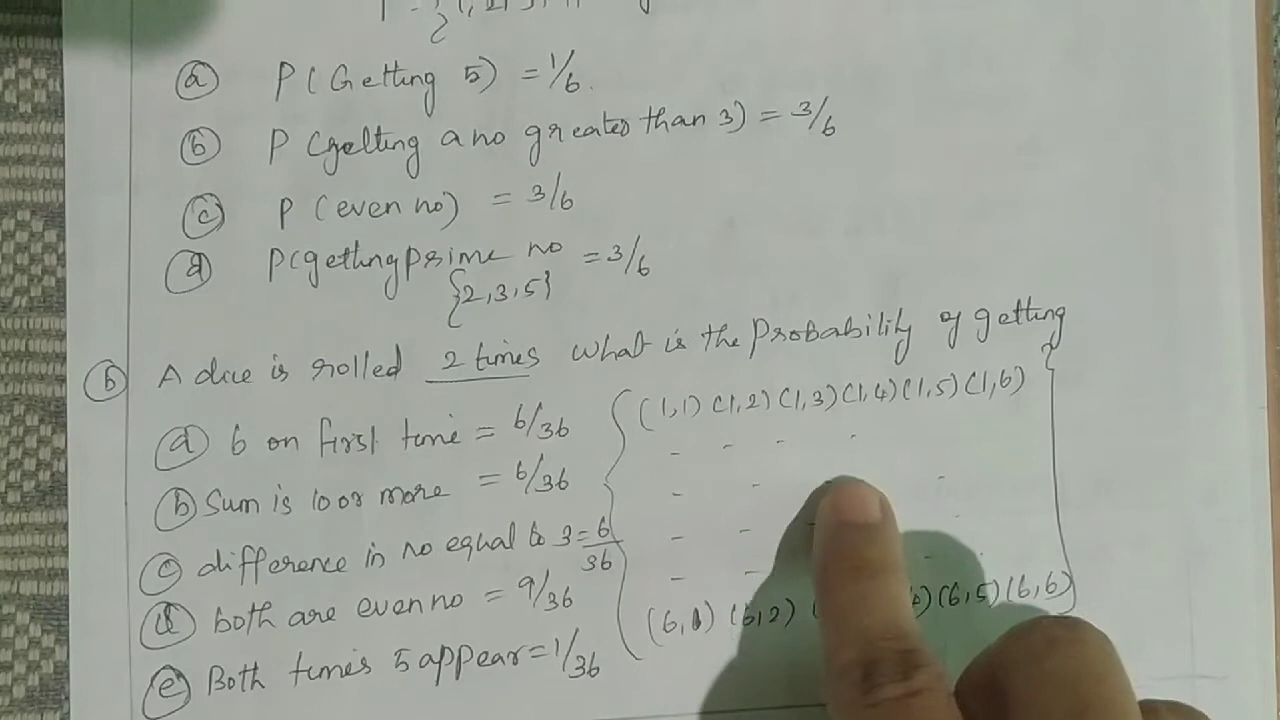 (a) P(Getting 5) = 1/6.
(b) P(getting a no greater than 3) = 3/6
(c) P(even no) = 3/6
(d) P(getting prime no = 3/6
{2,3,5}
(b) A dice is rolled 2 times what is the probability of getting
(a) 6 on first time = 6/36
{(1,1) (1,2) (1,3) (1,4) (1,5) (1,6)
(b) Sum is 10 or more = 6/36
(c) difference in no equal to 3 = 6/36
(d) both are even no = 9/36
(6,1) (6,2) (6,5) (6,6)}
(e) Both times 5 appear = 1/36